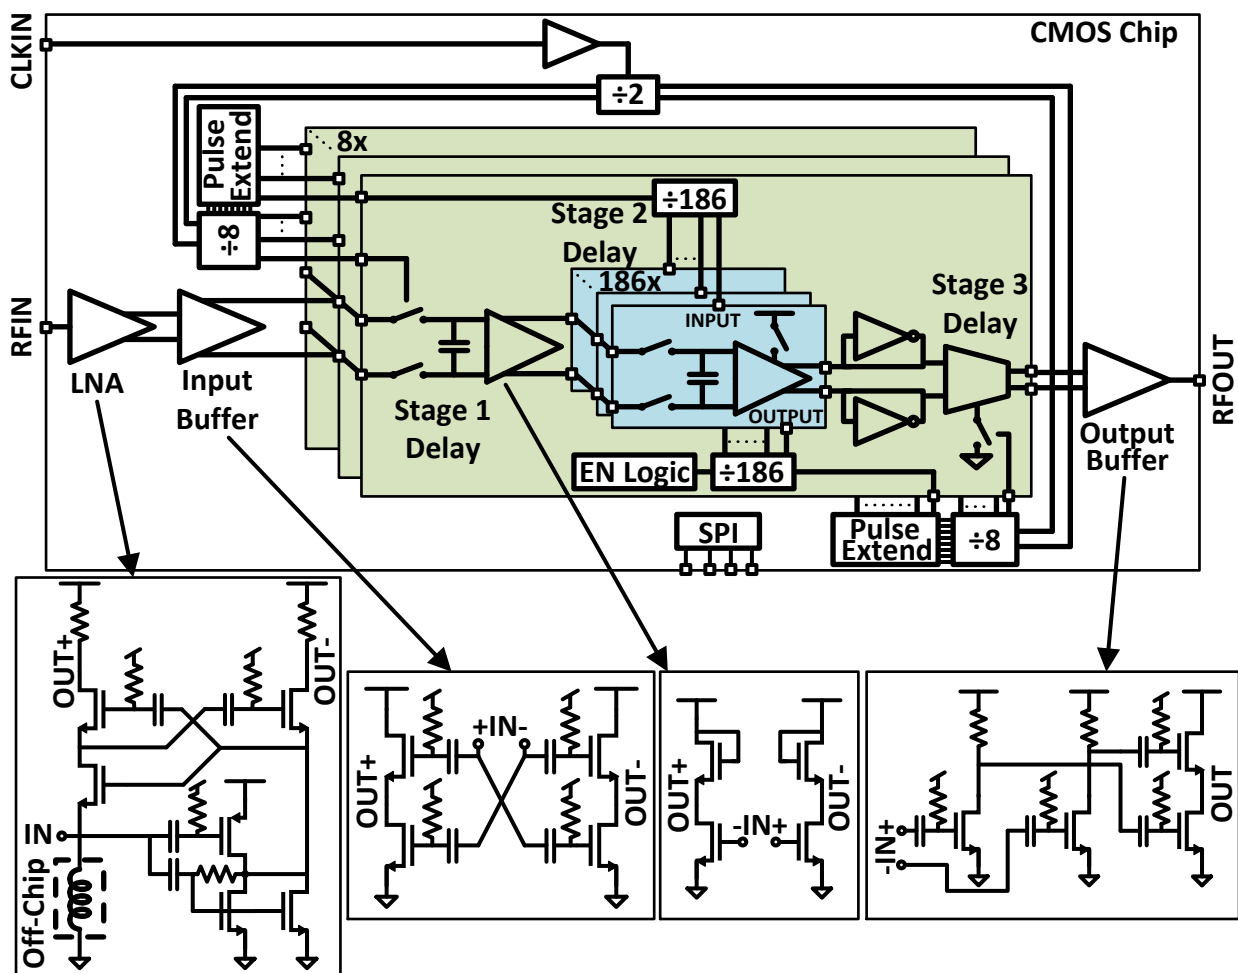 CLKIN
CMOS Chip
÷2
Pulse
Extend
8x
÷8
÷186
Stage 2
Delay
186x
Stage 3
Delay
INPUT
RFIN
LNA
Input
Buffer
Stage 1
Delay
OUTPUT
RFOUT
Output
Buffer
EN Logic
÷186
SPI
Pulse
Extend
÷8
OUT+
OUT-
IN
Off-Chip
+IN-
OUT+
OUT-
OUT+
OUT-
-IN+
OUT
-IN+